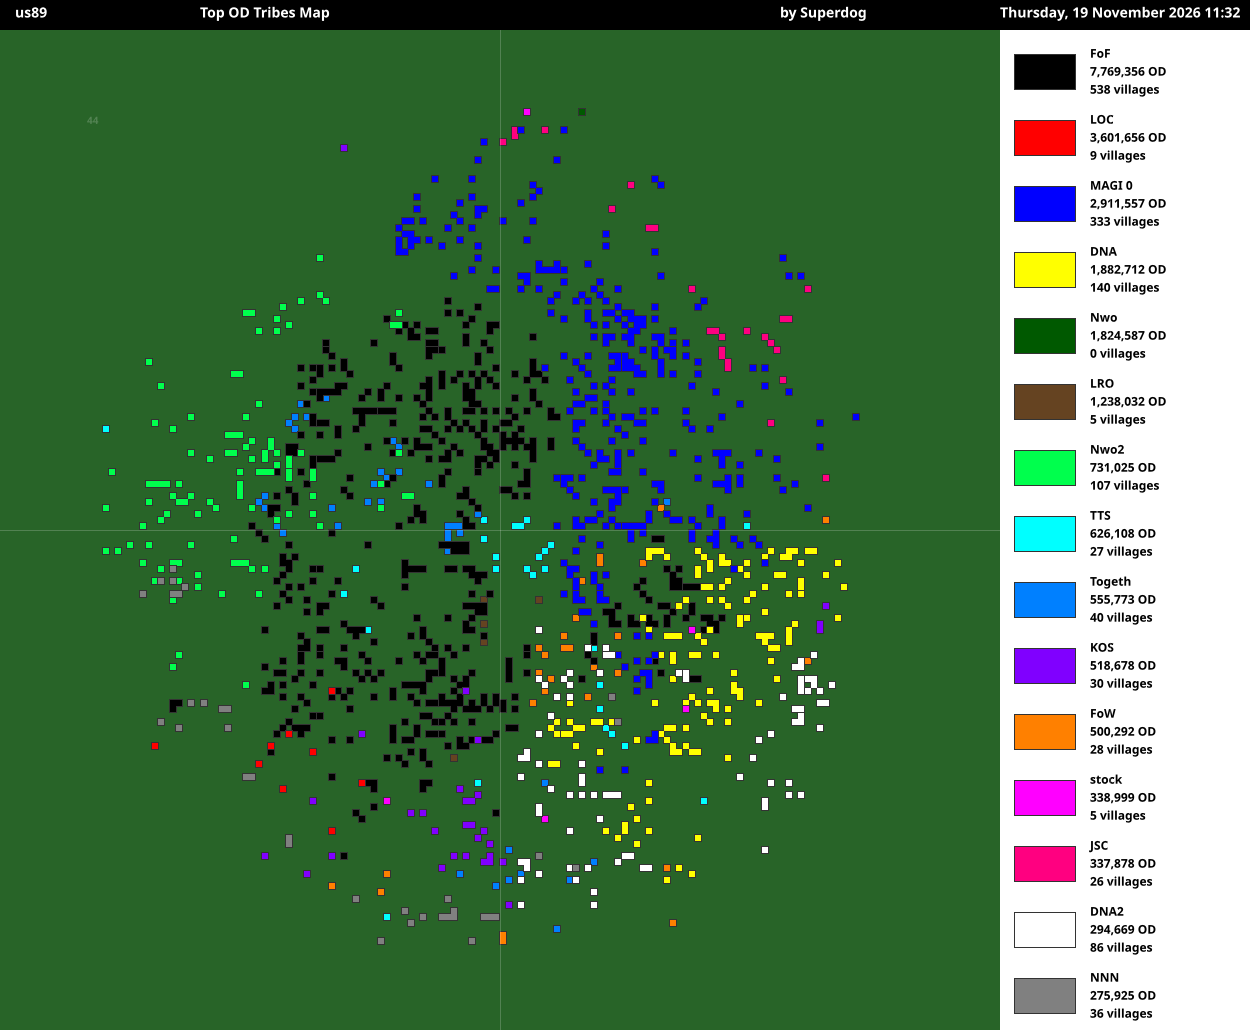 us89 Top OD Tribes Map by Superdog Thursday, 19 November 2026 11:32
44
FoF
7,769,356 OD
538 villages
LOC
3,601,656 OD
9 villages
MAGI 0
2,911,557 OD
333 villages
DNA
1,882,712 OD
140 villages
Nwo
1,824,587 OD
0 villages
LRO
1,238,032 OD
5 villages
Nwo2
731,025 OD
107 villages
TTS
626,108 OD
27 villages
Togeth
555,773 OD
40 villages
KOS
518,678 OD
30 villages
FoW
500,292 OD
28 villages
stock
338,999 OD
5 villages
JSC
337,878 OD
26 villages
DNA2
294,669 OD
86 villages
NNN
275,925 OD
36 villages